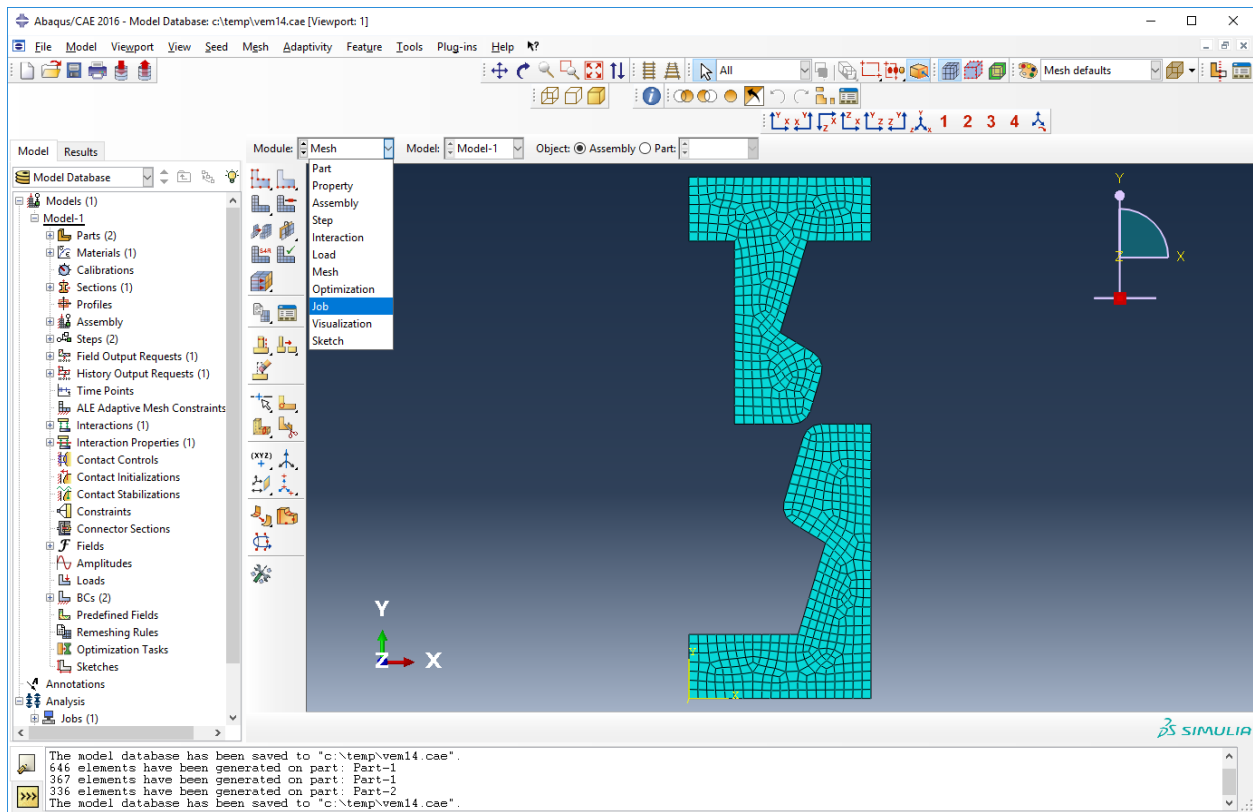 Abaqus/CAE 2016 - Model Database: c:\temp\vem14.cae [Viewport: 1]
File Model Viewport View Seed Mesh Adaptivity Feature Tools Plug-ins Help
All
Mesh defaults
1 2 3 4
Model Results
Module: Mesh Model: Model-1 Object: Assembly Part:
Model Database
Models (1)
Model-1
Parts (2)
Materials (1)
Calibrations
Sections (1)
Profiles
Assembly
Steps (2)
Field Output Requests (1)
History Output Requests (1)
Time Points
ALE Adaptive Mesh Constraints
Interactions (1)
Interaction Properties (1)
Contact Controls
Contact Initializations
Contact Stabilizations
Constraints
Connector Sections
Fields
Amplitudes
Loads
BCs (2)
Predefined Fields
Remeshing Rules
Optimization Tasks
Sketches
Annotations
Analysis
Jobs (1)
Part
Property
Assembly
Step
Interaction
Load
Mesh
Optimization
Job
Visualization
Sketch
S4R
(XYZ)
Y
X
Z
Y
X
Z
Y
X
SIMULIA
The model database has been saved to "c:\temp\vem14.cae".
646 elements have been generated on part: Part-1
367 elements have been generated on part: Part-1
336 elements have been generated on part: Part-2
The model database has been saved to "c:\temp\vem14.cae".